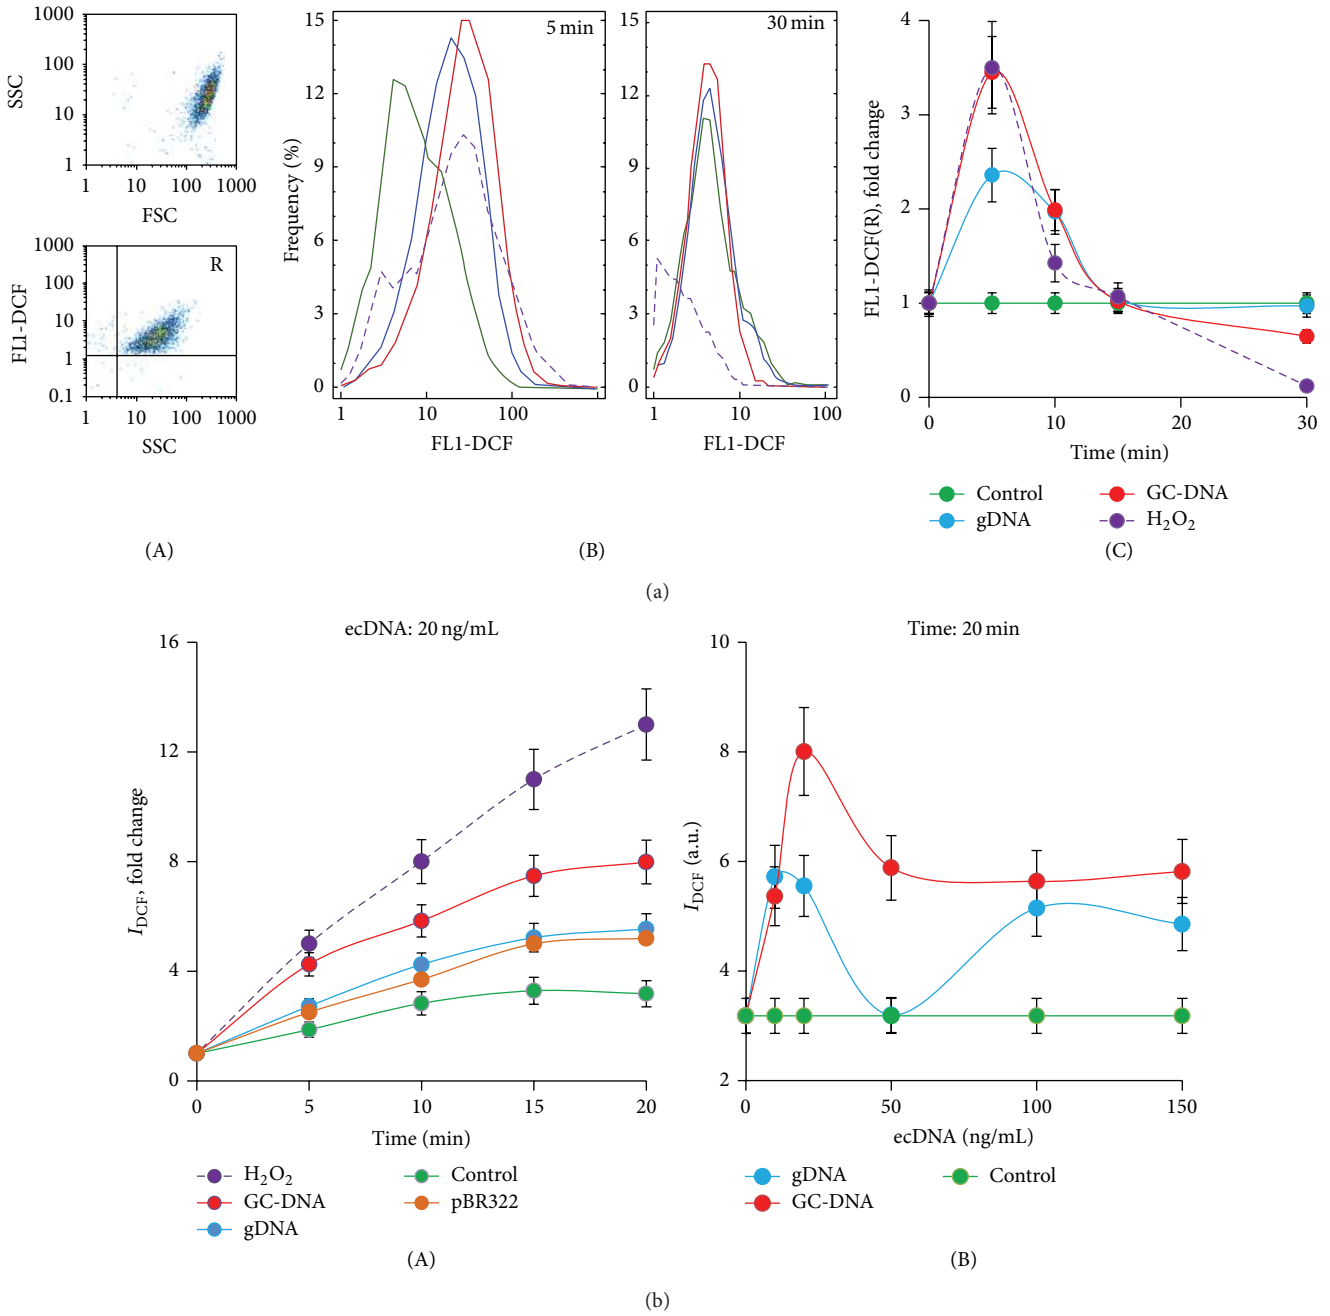 1000
100
10
1
SSC
1
10
100
1000
FSC
1000
100
10
1
0.1
FL1-DCF
R
1
10
100
1000
SSC
(A)
15
12
9
6
3
0
Frequency (%)
5 min
1
10
100
FL1-DCF
15
12
9
6
3
0
30 min
1
10
100
FL1-DCF
(B)
4
3
2
1
0
FL1-DCF(R), fold change
0
10
20
30
Time (min)
Control
gDNA
GC-DNA
H₂O₂
(C)
(a)
ecDNA: 20 ng/mL
16
12
8
4
0
I_DCF, fold change
0
5
10
15
20
Time (min)
H₂O₂
GC-DNA
gDNA
Control
pBR322
(A)
Time: 20 min
10
8
6
4
2
I_DCF (a.u.)
0
50
100
150
ecDNA (ng/mL)
gDNA
GC-DNA
Control
(B)
(b)